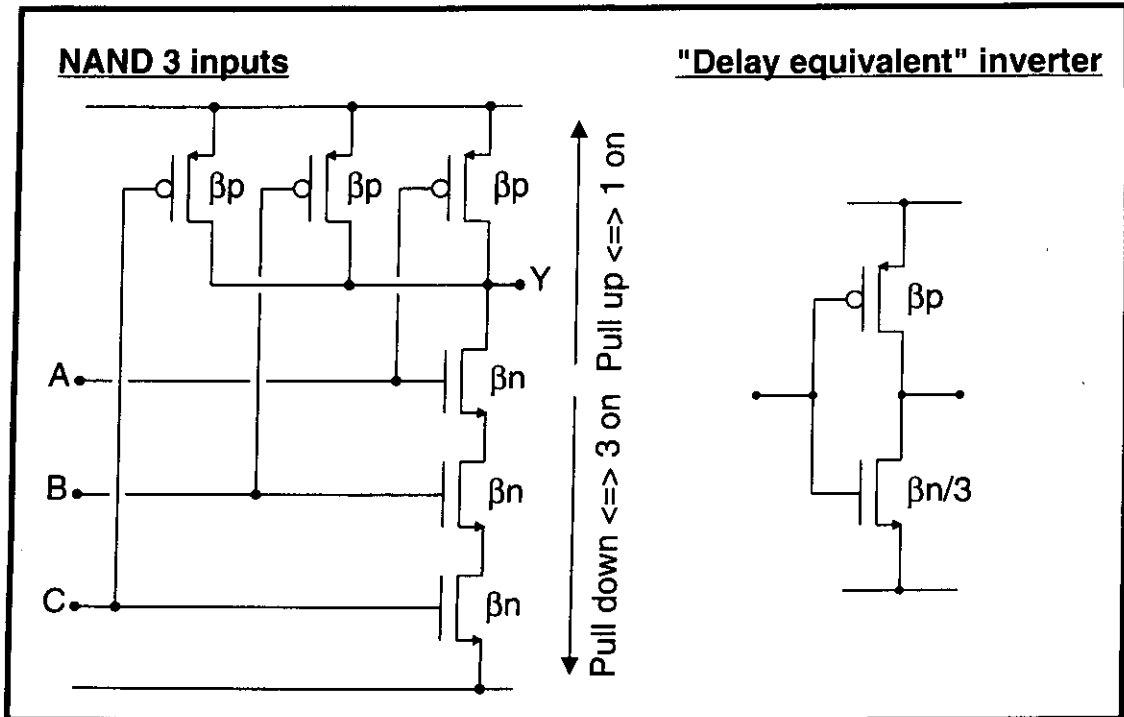 NAND 3 inputs
"Delay equivalent" inverter
βp
βp
βp
Y
A
βn
B
βn
C
βn
Pull down <=> 3 on Pull up <=> 1 on
βp
βn/3